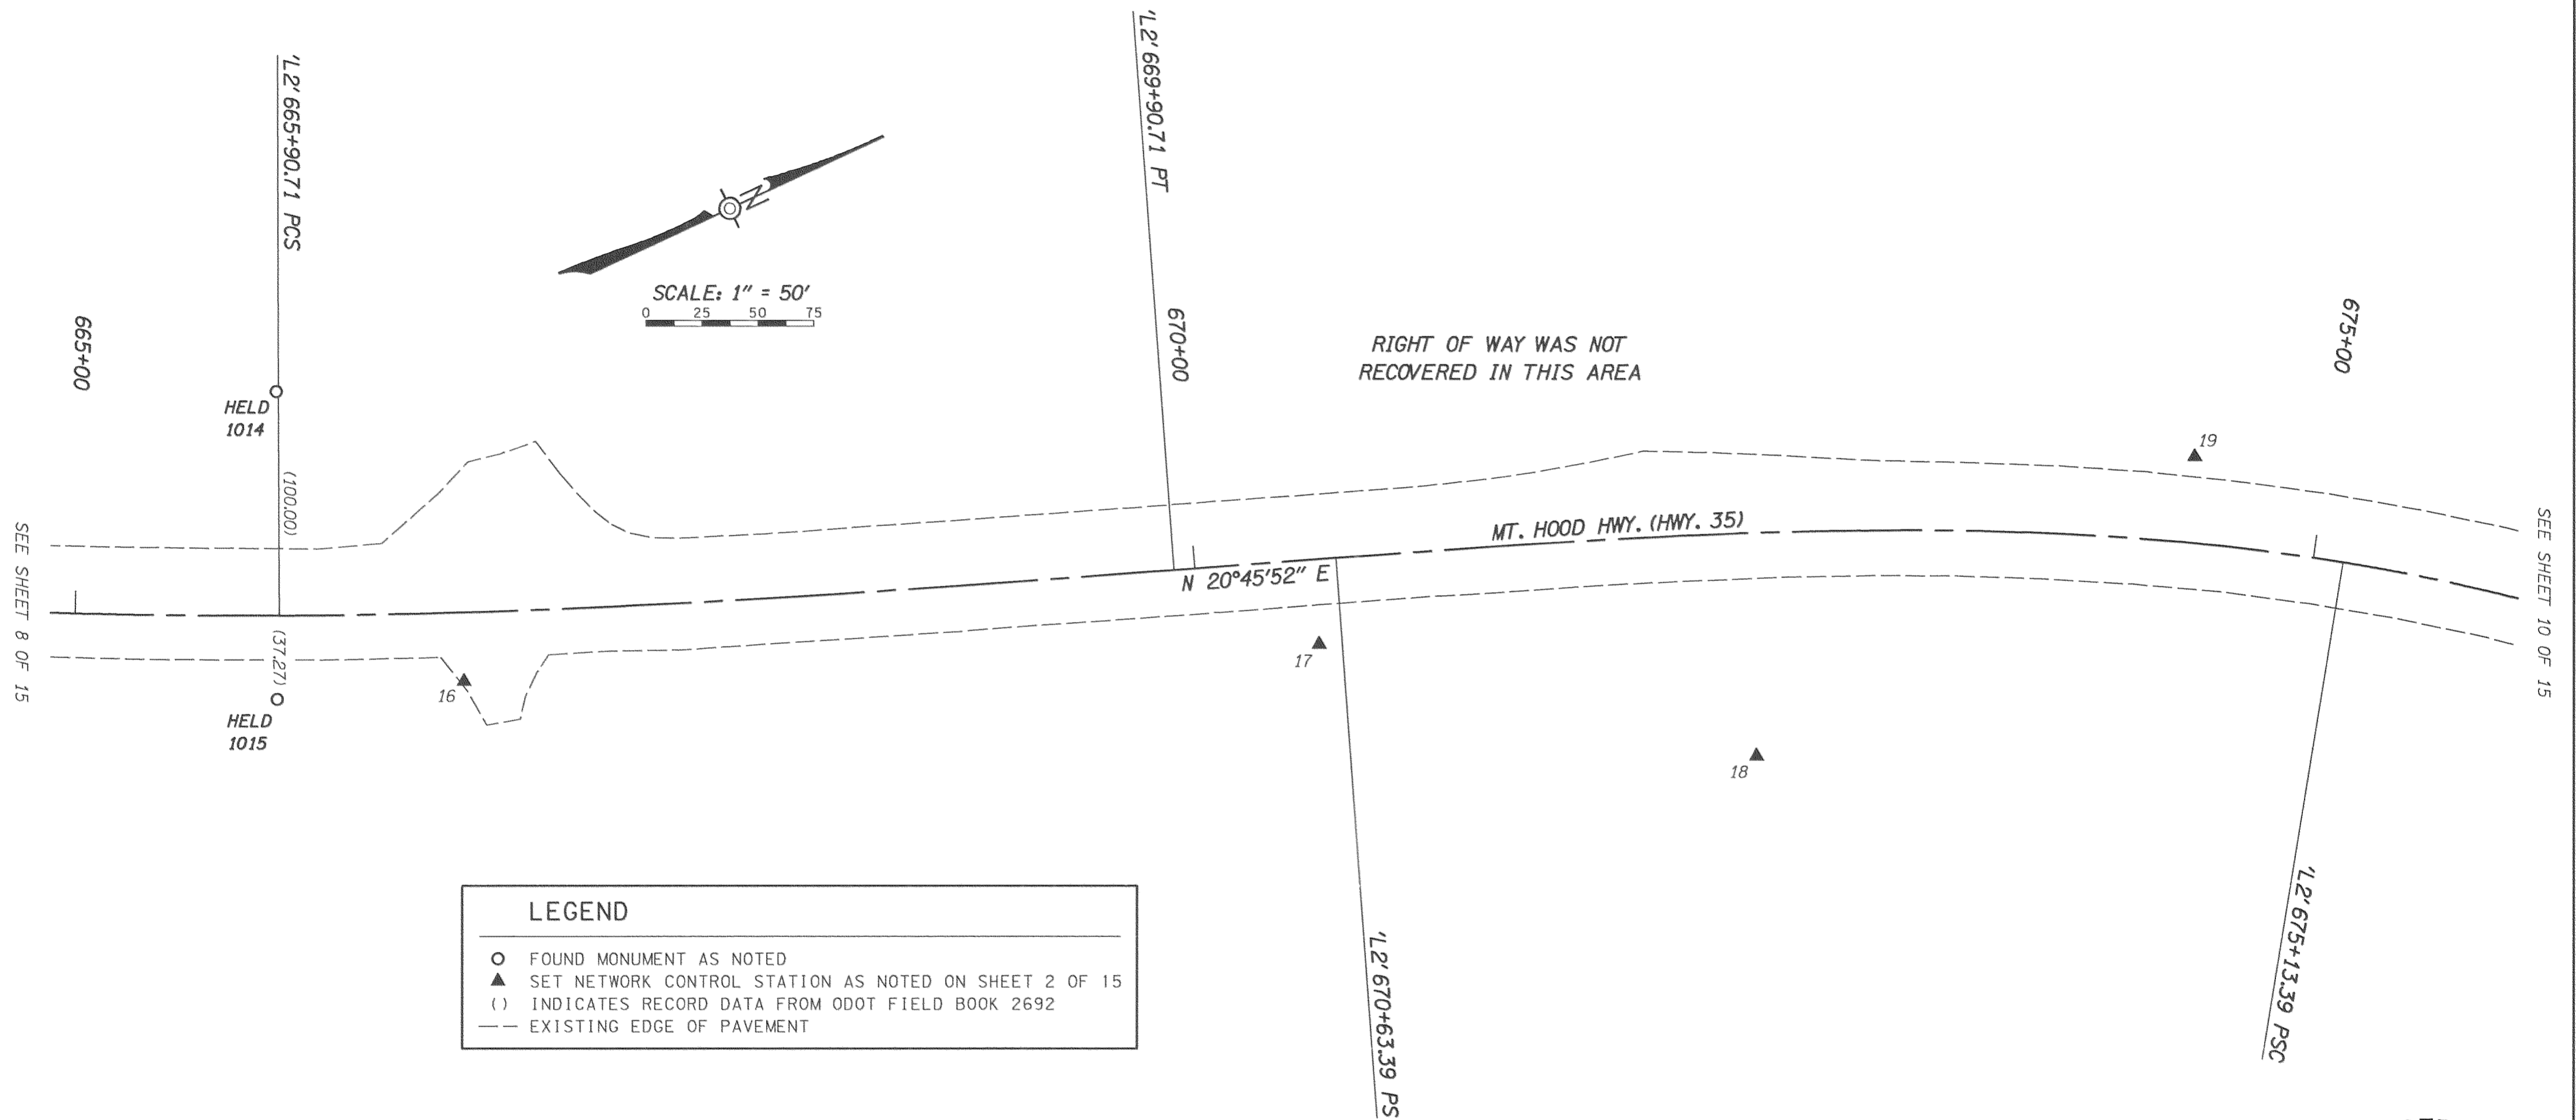 'L2' 665+90.71 PCS
'L2' 669+90.71 PT
N
SCALE: 1" = 50'
0 25 50 75
665+00
670+00
675+00
RIGHT OF WAY WAS NOT
RECOVERED IN THIS AREA
HELD
1014
(100.00)
19
MT. HOOD HWY. (HWY. 35)
N 20°45'52" E
SEE SHEET 8 OF 15
SEE SHEET 10 OF 15
(37.27)
16
17
HELD
1015
18
'L2' 670+63.39 PS
'L2' 675+13.39 PSC
LEGEND
FOUND MONUMENT AS NOTED
SET NETWORK CONTROL STATION AS NOTED ON SHEET 2 OF 15
() INDICATES RECORD DATA FROM ODOT FIELD BOOK 2692
EXISTING EDGE OF PAVEMENT